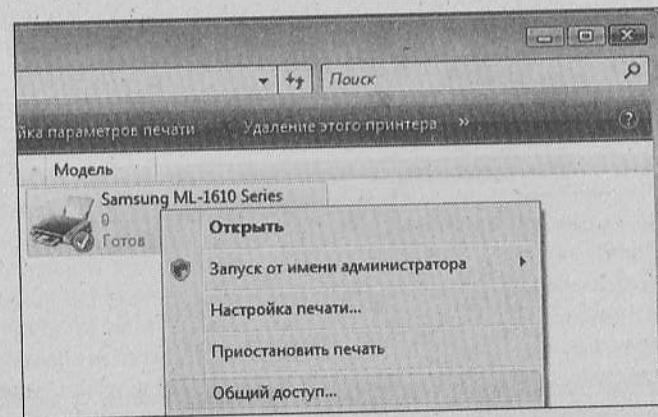 Поиск
йка параметров печати Удаление этого принтера »
Модель
Samsung ML-1610 Series
0
Готов
Открыть
Запуск от имени администратора
Настройка печати...
Приостановить печать
Общий доступ...